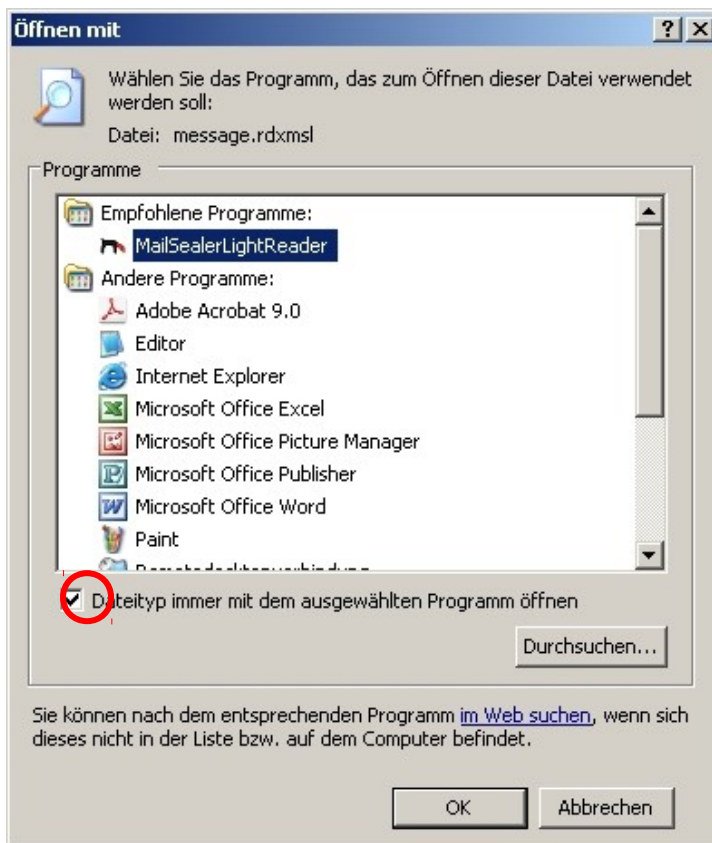 Öffnen mit
Wählen Sie das Programm, das zum Öffnen dieser Datei verwendet
werden soll:
Datei: message.rdxmsl
Programme
Empfohlene Programme:
MailSealerLightReader
Andere Programme:
Adobe Acrobat 9.0
Editor
Internet Explorer
Microsoft Office Excel
Microsoft Office Picture Manager
Microsoft Office Publisher
Microsoft Office Word
Paint
Dateityp immer mit dem ausgewählten Programm öffnen
Durchsuchen...
Sie können nach dem entsprechenden Programm im Web suchen, wenn sich
dieses nicht in der Liste bzw. auf dem Computer befindet.
OK
Abbrechen